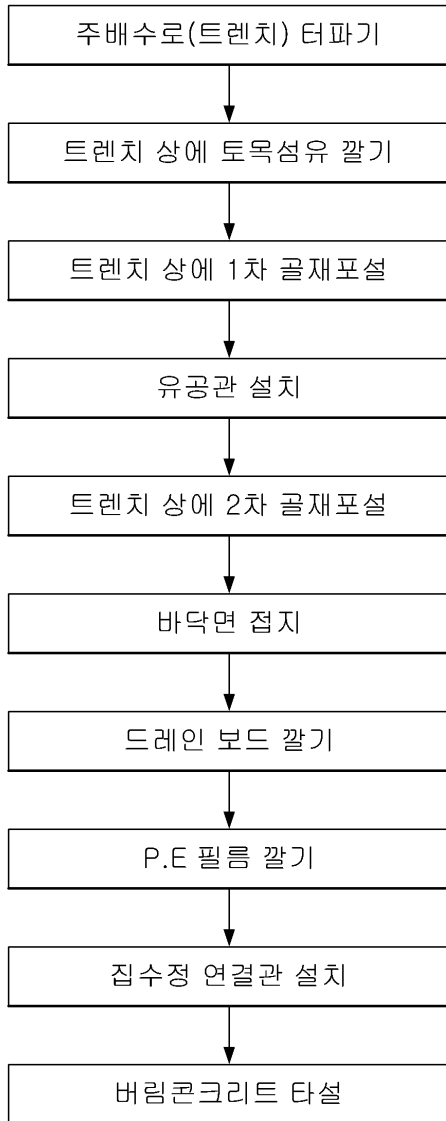 주배수로(트렌치) 터파기
트렌치 상에 토목섬유 깔기
트렌치 상에 1차 골재포설
유공관 설치
트렌치 상에 2차 골재포설
바닥면 접지
드레인 보드 깔기
P.E 필름 깔기
집수정 연결관 설치
버림콘크리트 타설